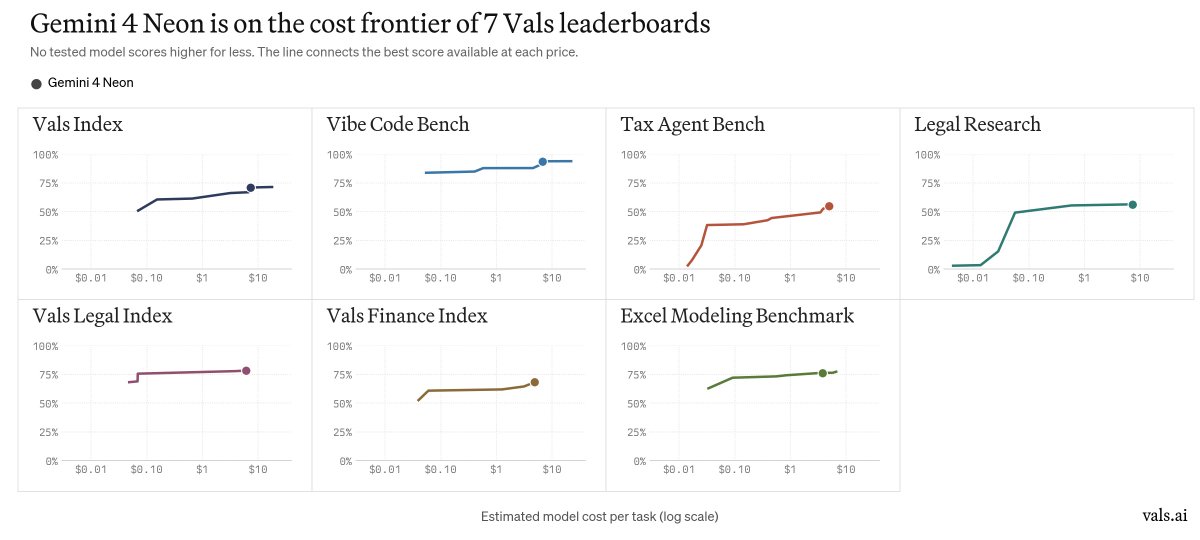 Gemini 4 Neon is on the cost frontier of 7 Vals leaderboards
No tested model scores higher for less. The line connects the best score available at each price.
Gemini 4 Neon
Vals Index
100%
75%
50%
25%
0%
$0.01 $0.10 $1 $10
Vibe Code Bench
100%
75%
50%
25%
0%
$0.01 $0.10 $1 $10
Tax Agent Bench
100%
75%
50%
25%
0%
$0.01 $0.10 $1 $10
Legal Research
100%
75%
50%
25%
0%
$0.01 $0.10 $1 $10
Vals Legal Index
100%
75%
50%
25%
0%
$0.01 $0.10 $1 $10
Vals Finance Index
100%
75%
50%
25%
0%
$0.01 $0.10 $1 $10
Excel Modeling Benchmark
100%
75%
50%
25%
0%
$0.01 $0.10 $1 $10
Estimated model cost per task (log scale)
vals.ai